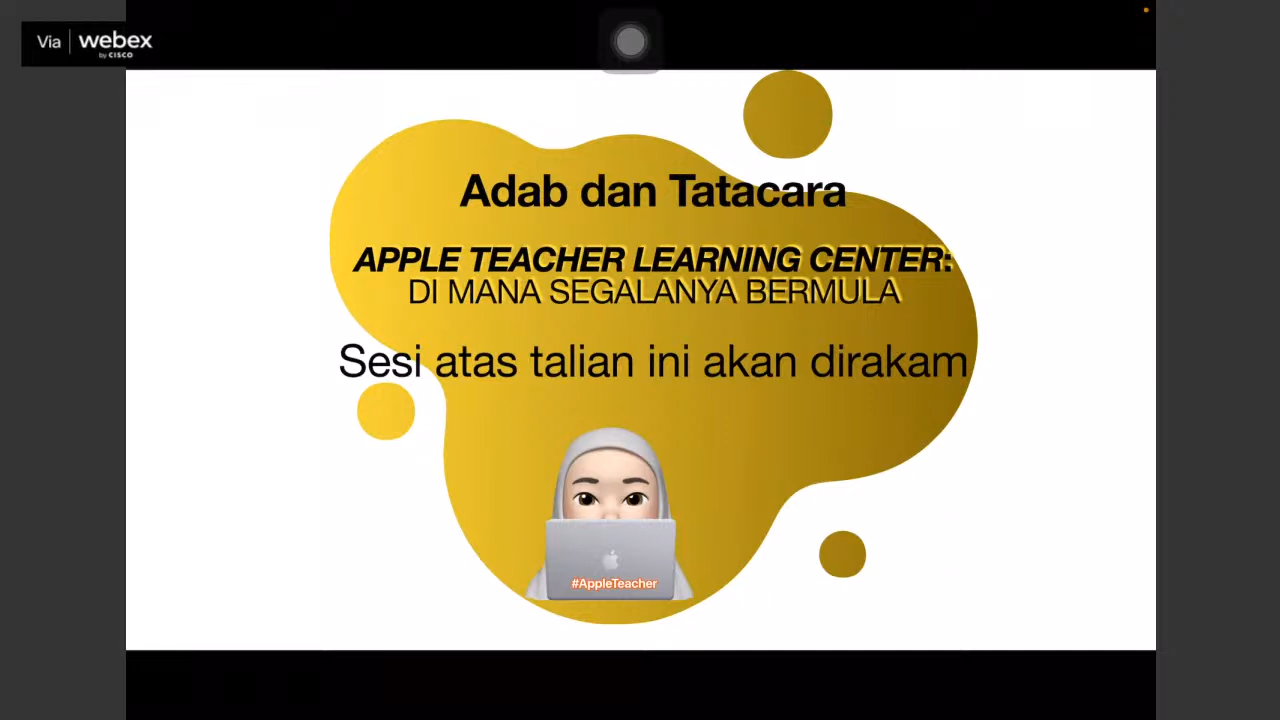 Via webex
by CISCO
Adab dan Tatacara
APPLE TEACHER LEARNING CENTER:
DI MANA SEGALANYA BERMULA
Sesi atas talian ini akan dirakam
#AppleTeacher